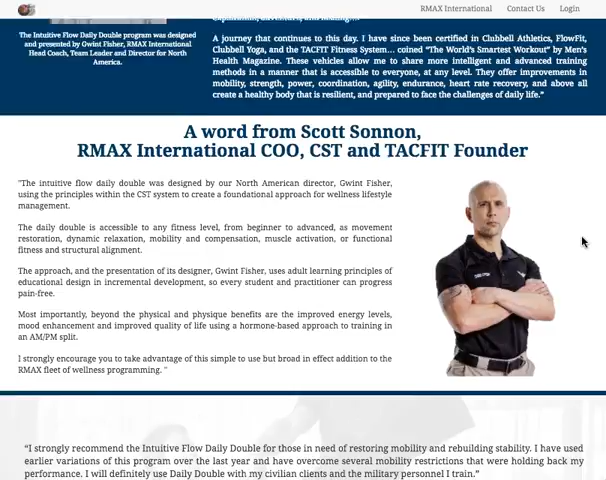 RMAX International Contact Us Login
The Intuitive Flow Daily Double program was designed
and presented by Gwint Fisher, RMAX International
Head Coach, Team Leader and Director for North
America.
A journey that continues to this day. I have since been certified in Clubbell Athletics, FlowFit,
Clubbell Yoga, and the TACFIT Fitness System... coined "The World's Smartest Workout" by Men's
Health Magazine. These vehicles allow me to share more intelligent and advanced training
methods in a manner that is accessible to everyone, at any level. They offer improvements in
mobility, strength, power, coordination, agility, endurance, heart rate recovery, and above all
create a healthy body that is resilient, and prepared to face the challenges of daily life."
A word from Scott Sonnon,
RMAX International COO, CST and TACFIT Founder
"The intuitive flow daily double was designed by our North American director, Gwint Fisher,
using the principles within the CST system to create a foundational approach for wellness lifestyle
management.
The daily double is accessible to any fitness level, from beginner to advanced, as movement
restoration, dynamic relaxation, mobility and compensation, muscle activation, or functional
fitness and structural alignment.
The approach, and the presentation of its designer, Gwint Fisher, uses adult learning principles of
educational design in incremental development, so every student and practitioner can progress
pain-free.
Most importantly, beyond the physical and physique benefits are the improved energy levels,
mood enhancement and improved quality of life using a hormone-based approach to training in
an AM/PM split.
I strongly encourage you to take advantage of this simple to use but broad in effect addition to the
RMAX fleet of wellness programming. "
"I strongly recommend the Intuitive Flow Daily Double for those in need of restoring mobility and rebuilding stability. I have used
earlier variations of this program over the last year and have overcome several mobility restrictions that were holding back my
performance. I will definitely use Daily Double with my civilian clients and the military personnel I train."